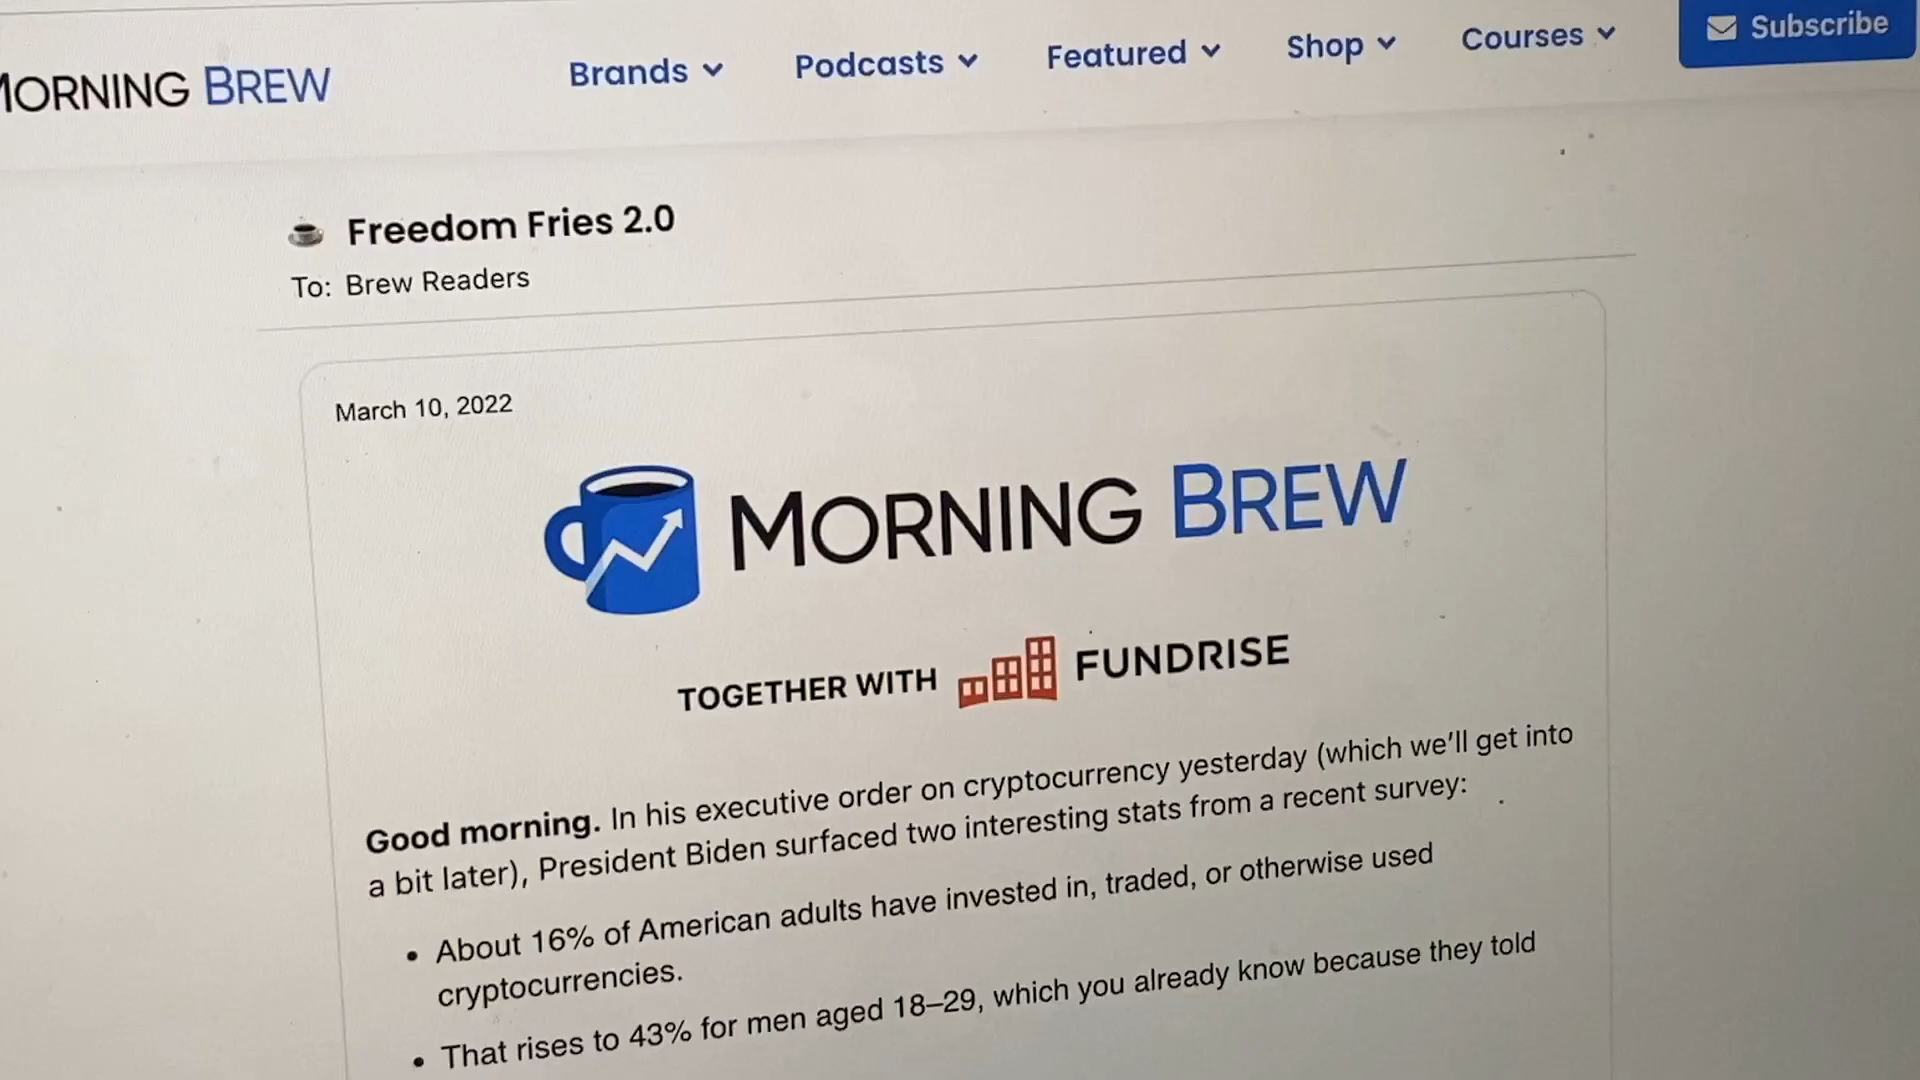 MORNING BREW
Brands
Podcasts
Featured
Shop
Courses
Subscribe
Freedom Fries 2.0
To: Brew Readers
March 10, 2022
MORNING BREW
TOGETHER WITH FUNDRISE
Good morning. In his executive order on cryptocurrency yesterday (which we'll get into
a bit later), President Biden surfaced two interesting stats from a recent survey:
• About 16% of American adults have invested in, traded, or otherwise used
cryptocurrencies.
• That rises to 43% for men aged 18–29, which you already know because they told